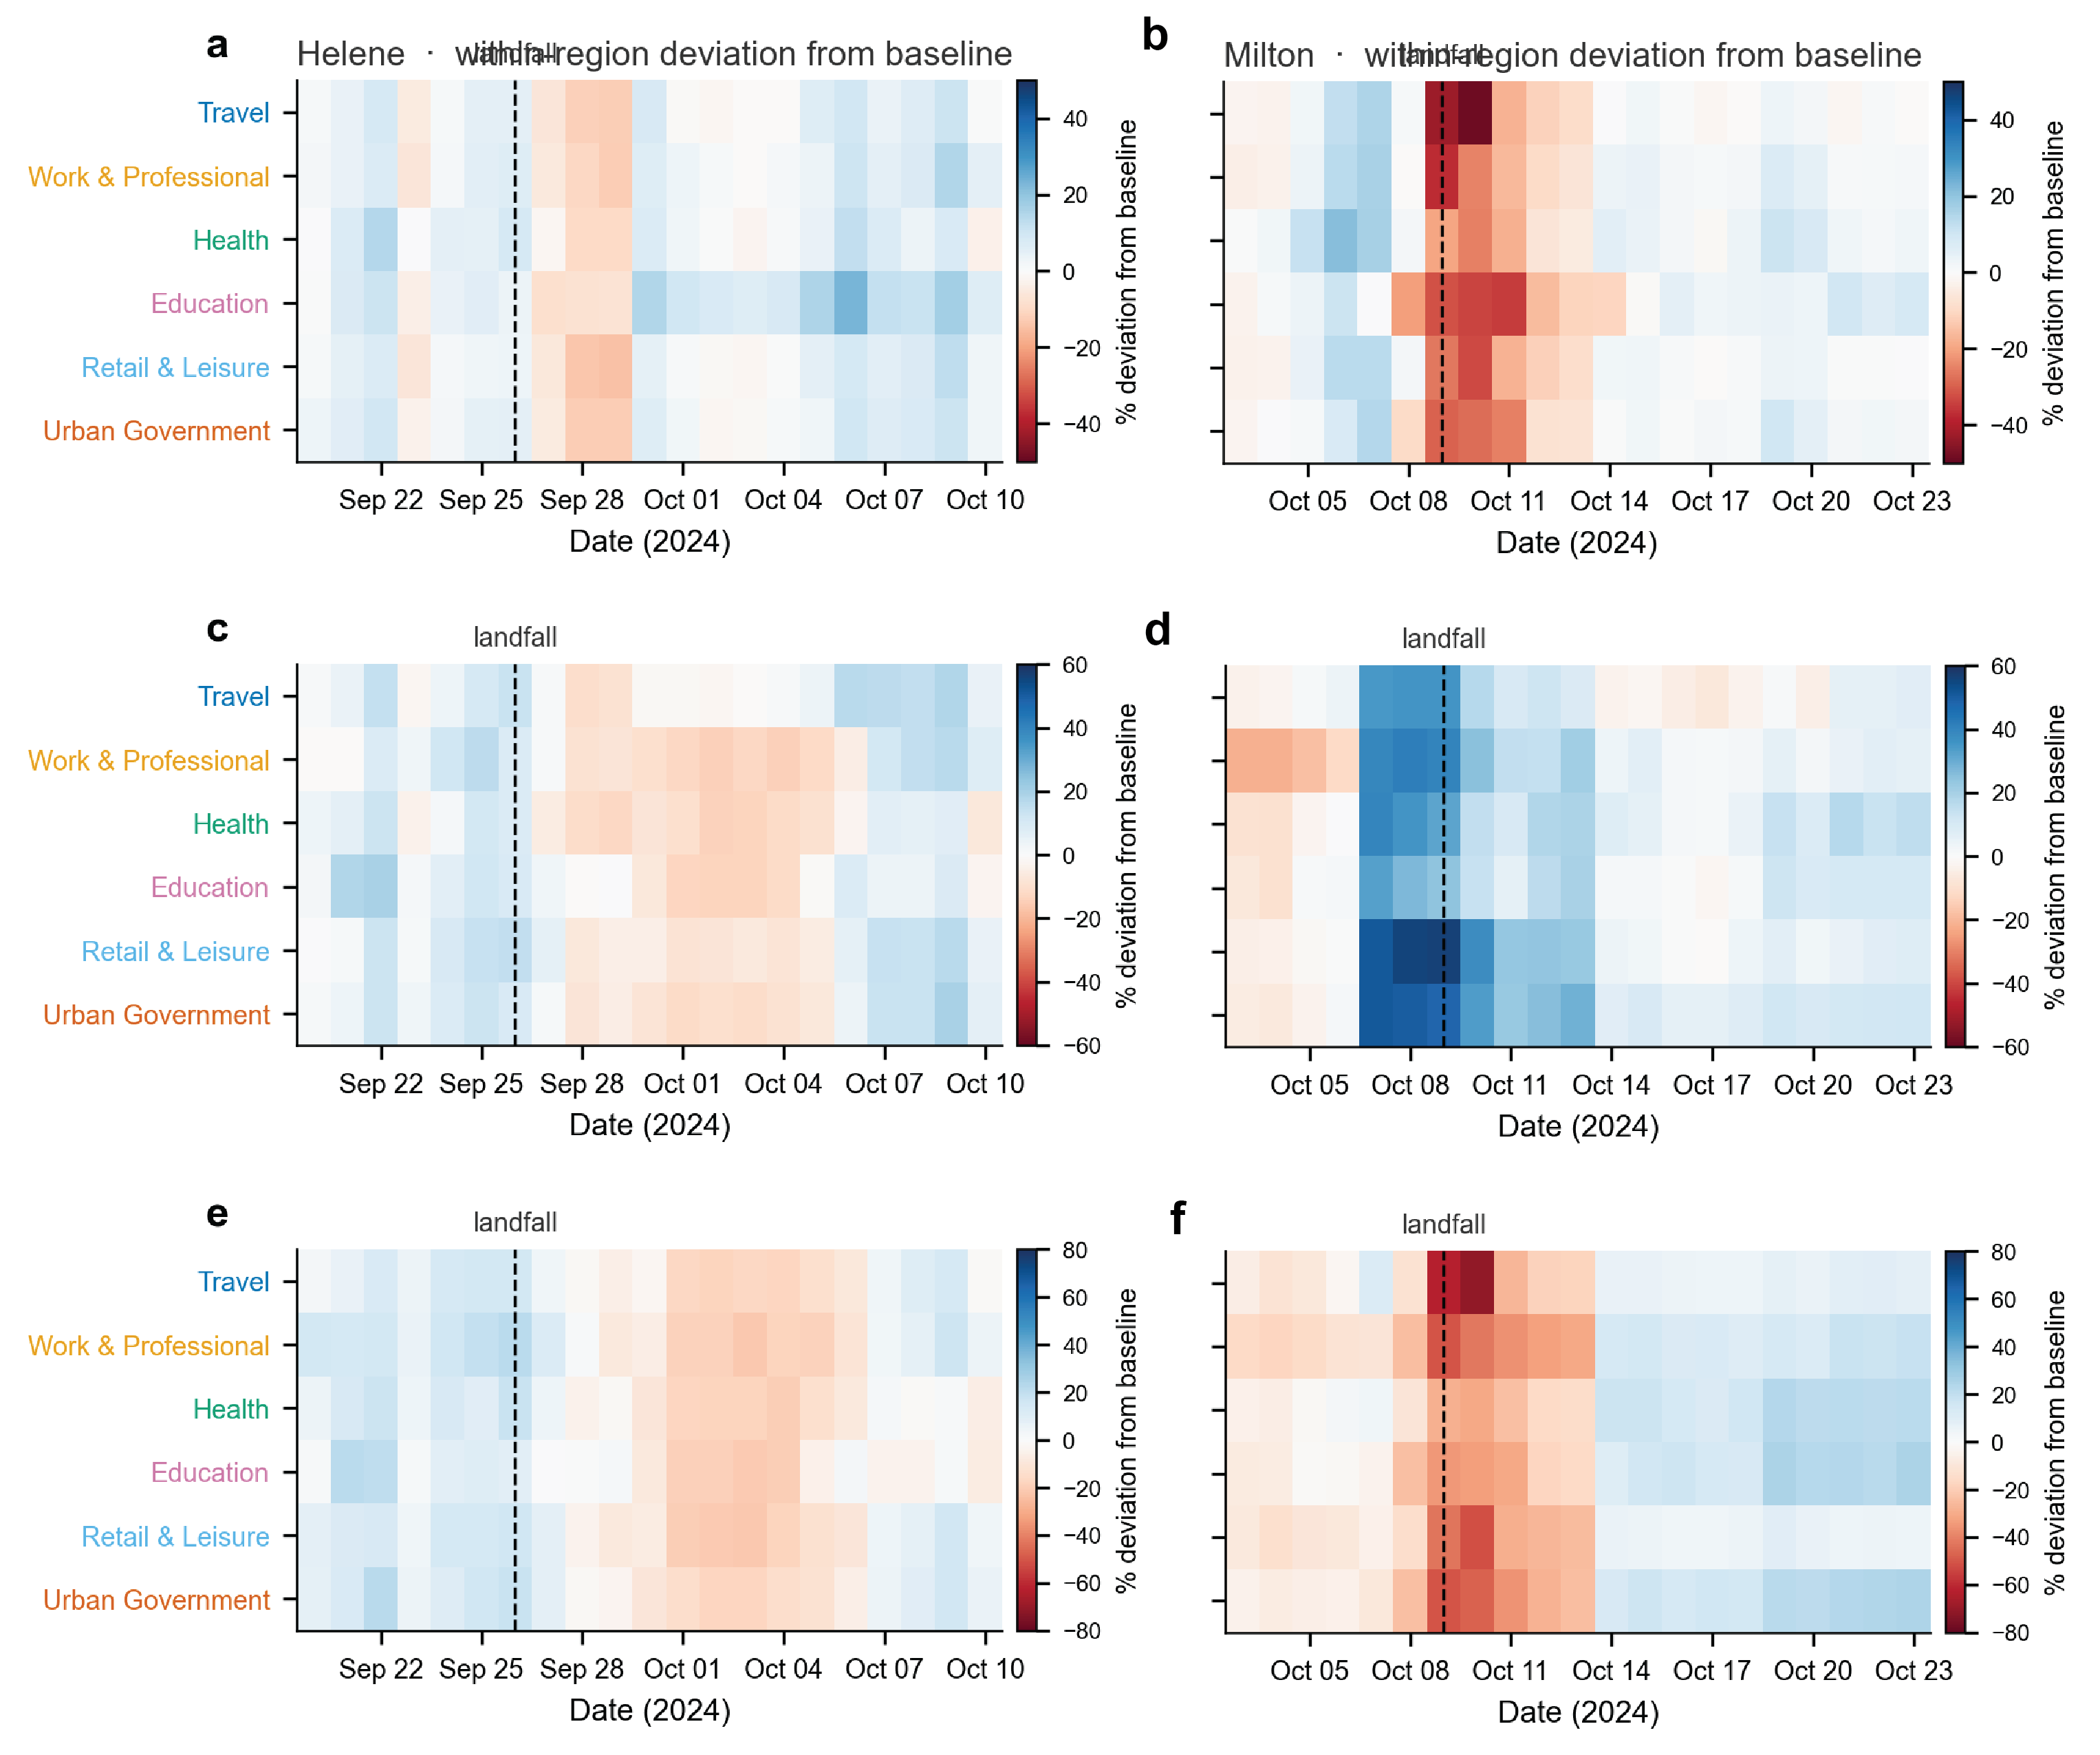 a
Helene · within-region deviation from baseline
landfall
Travel
Work & Professional
Health
Education
Retail & Leisure
Urban Government
Sep 22 Sep 25 Sep 28 Oct 01 Oct 04 Oct 07 Oct 10
Date (2024)
40
20
0
−20
−40
% deviation from baseline
b
Milton · within-region deviation from baseline
landfall
Oct 05 Oct 08 Oct 11 Oct 14 Oct 17 Oct 20 Oct 23
Date (2024)
40
20
0
−20
−40
% deviation from baseline
c
landfall
Travel
Work & Professional
Health
Education
Retail & Leisure
Urban Government
Sep 22 Sep 25 Sep 28 Oct 01 Oct 04 Oct 07 Oct 10
Date (2024)
60
40
20
0
−20
−40
−60
% deviation from baseline
d
landfall
Oct 05 Oct 08 Oct 11 Oct 14 Oct 17 Oct 20 Oct 23
Date (2024)
60
40
20
0
−20
−40
−60
% deviation from baseline
e
landfall
Travel
Work & Professional
Health
Education
Retail & Leisure
Urban Government
Sep 22 Sep 25 Sep 28 Oct 01 Oct 04 Oct 07 Oct 10
Date (2024)
80
60
40
20
0
−20
−40
−60
−80
% deviation from baseline
f
landfall
Oct 05 Oct 08 Oct 11 Oct 14 Oct 17 Oct 20 Oct 23
Date (2024)
80
60
40
20
0
−20
−40
−60
−80
% deviation from baseline